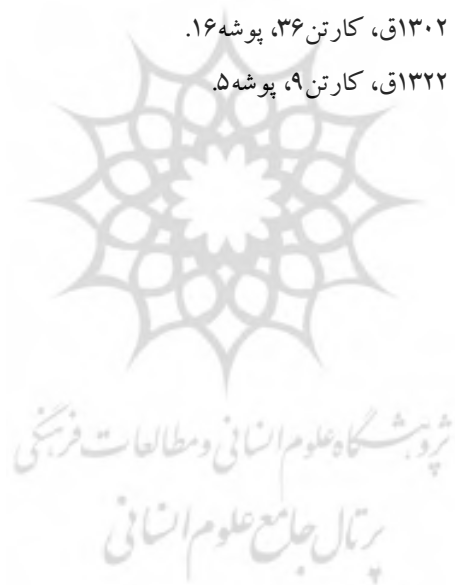 ۱۳۰۲ق، کارتن۳۶، پوشه۱۶.
۱۳۲۲ق، کارتن۹، پوشه۵.
پژوهشگاه علوم انسانی و مطالعات فرهنگی
پرتال جامع علوم انسانی